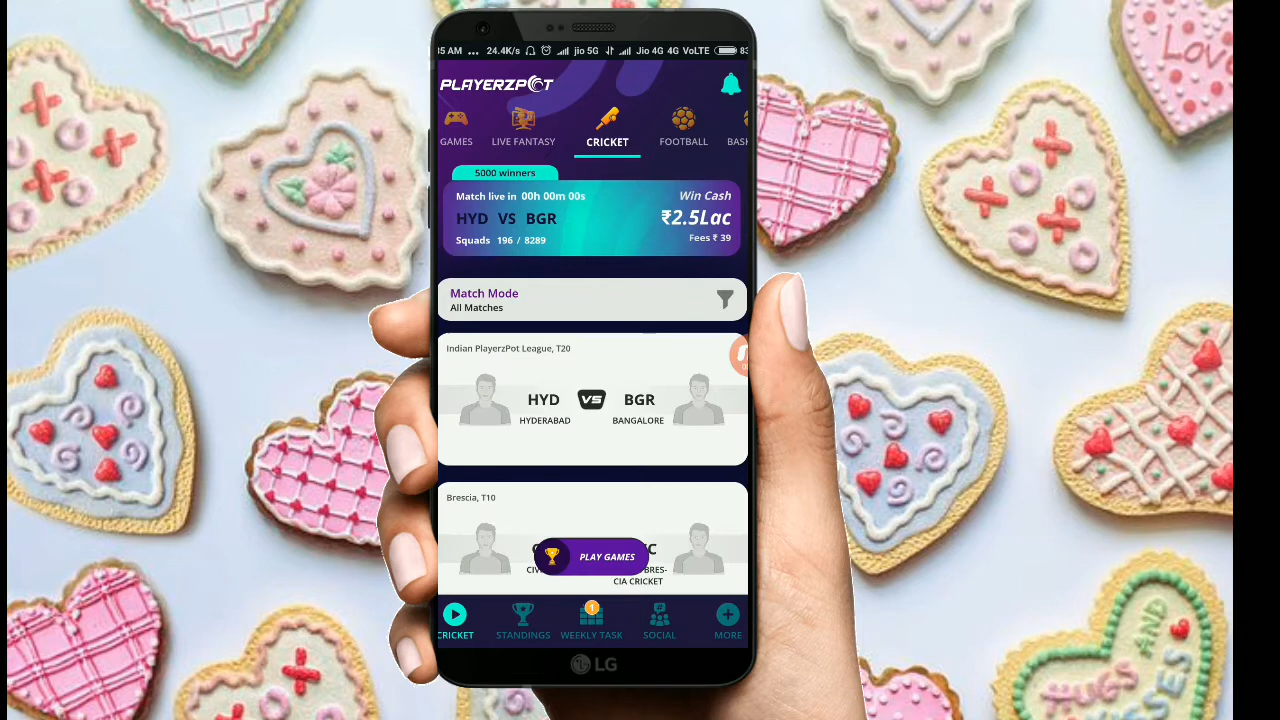 24.4K/s jio 5G Jio 4G 4G VoLTE 83
PLAYERZPOT
GAMES LIVE FANTASY CRICKET FOOTBALL
5000 winners
Match live in 00h 00m 00s
HYD VS BGR
Squads 196 / 8289
Win Cash
₹2.5Lac
Fees ₹ 39
Match Mode
All Matches
Indian PlayerzPot League, T20
HYD VS BGR
HYDERABAD BANGALORE
Brescia, T10
PLAY GAMES
CIA CRICKET
CRICKET STANDINGS 1 WEEKLY TASK SOCIAL MORE
LG
LOVE
HUGS
AND